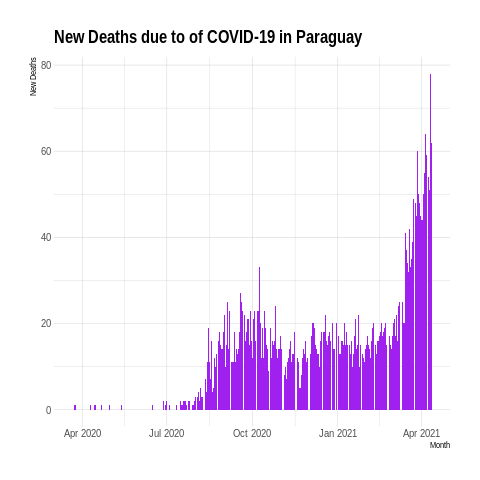 New Deaths due to of COVID-19 in Paraguay
New Deaths
80
60
40
20
0
Apr 2020 Jul 2020 Oct 2020 Jan 2021 Apr 2021
Month